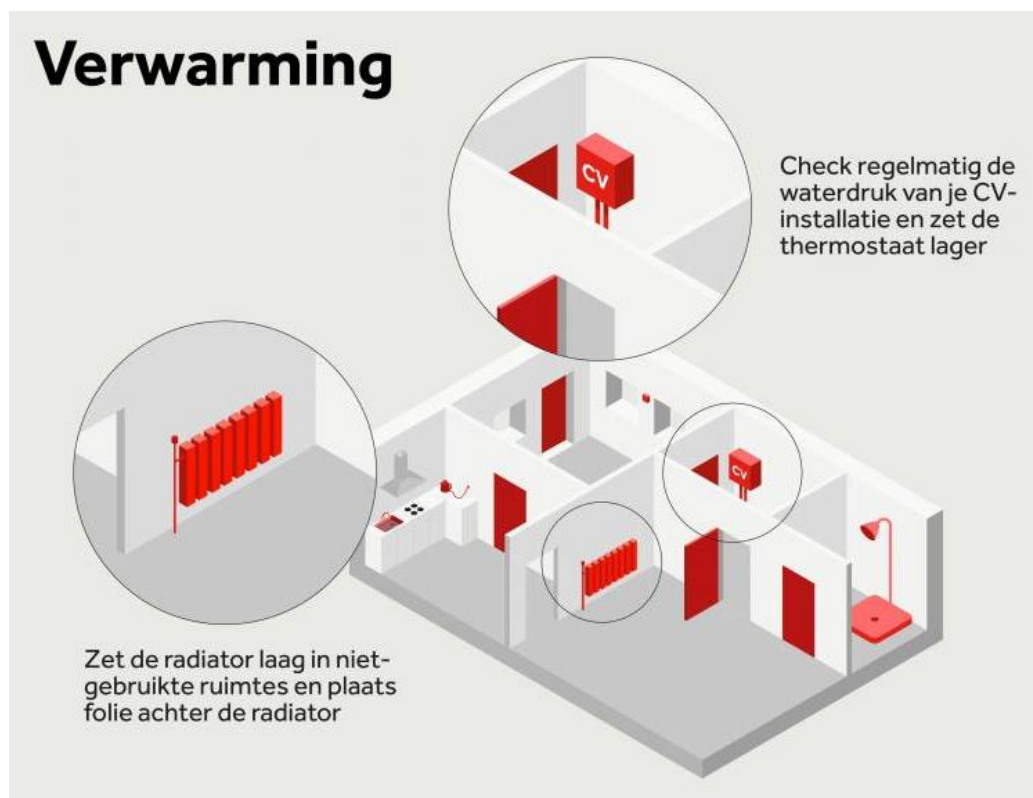 Verwarming
CV
Check regelmatig de
waterdruk van je CV-
installatie en zet de
thermostaat lager
CV
Zet de radiator laag in niet-
gebruikte ruimtes en plaats
folie achter de radiator